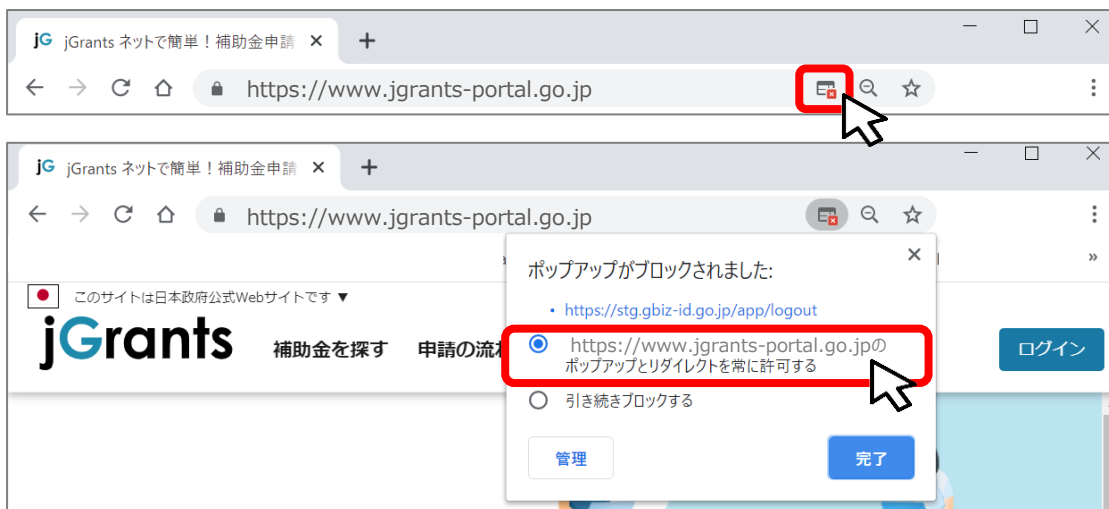 jG jGrants ネットで簡単！補助金申請
https://www.jgrants-portal.go.jp
jG jGrants ネットで簡単！補助金申請
https://www.jgrants-portal.go.jp
ポップアップがブロックされました:
このサイトは日本政府公式Webサイトです ▼
• https://stg.gbiz-id.go.jp/app/logout
jGrants 補助金を探す 申請の流れ
https://www.jgrants-portal.go.jpの
ポップアップとリダイレクトを常に許可する
ログイン
引き続きブロックする
管理 完了